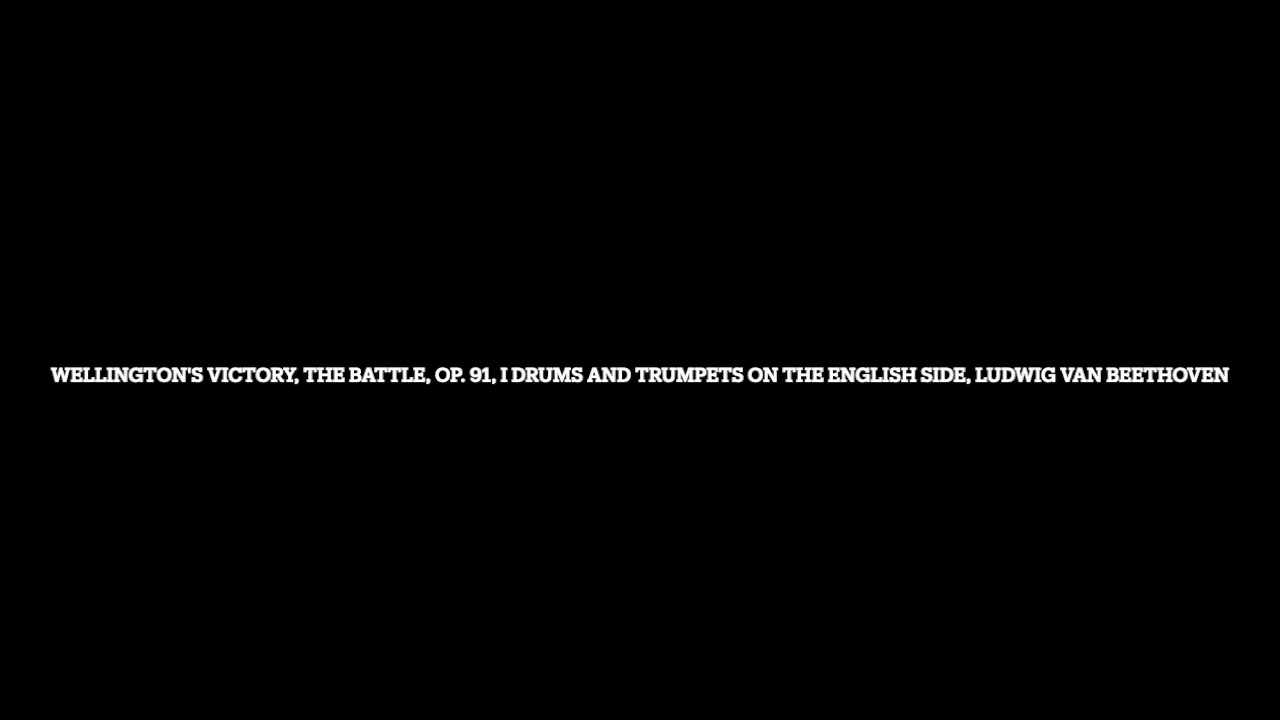 WELLINGTON'S VICTORY, THE BATTLE, OP. 91, I DRUMS AND TRUMPETS ON THE ENGLISH SIDE, LUDWIG VAN BEETHOVEN